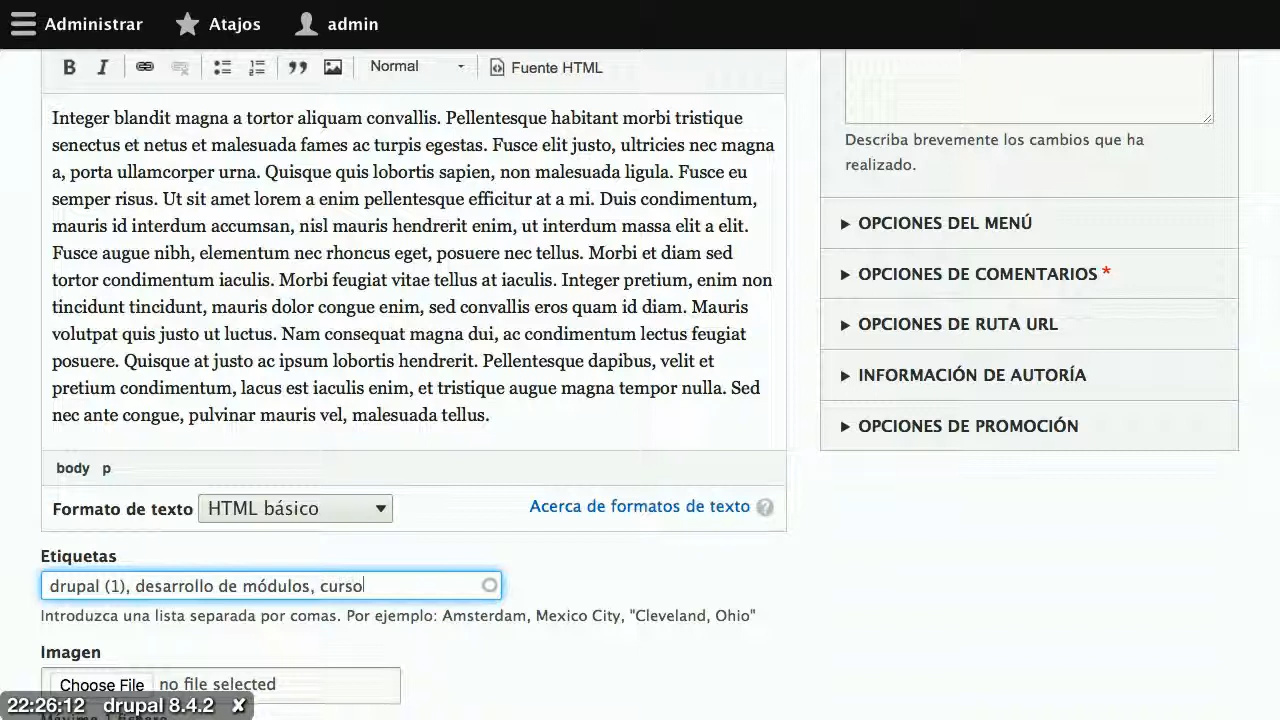 Administrar Atajos admin
B I Normal Fuente HTML
Integer blandit magna a tortor aliquam convallis. Pellentesque habitant morbi tristique
senectus et netus et malesuada fames ac turpis egestas. Fusce elit justo, ultricies nec magna
a, porta ullamcorper urna. Quisque quis lobortis sapien, non malesuada ligula. Fusce eu
semper risus. Ut sit amet lorem a enim pellentesque efficitur at a mi. Duis condimentum,
mauris id interdum accumsan, nisl mauris hendrerit enim, ut interdum massa elit a elit.
Fusce augue nibh, elementum nec rhoncus eget, posuere nec tellus. Morbi et diam sed
tortor condimentum iaculis. Morbi feugiat vitae tellus at iaculis. Integer pretium, enim non
tincidunt tincidunt, mauris dolor congue enim, sed convallis eros quam id diam. Mauris
volutpat quis justo ut luctus. Nam consequat magna dui, ac condimentum lectus feugiat
posuere. Quisque at justo ac ipsum lobortis hendrerit. Pellentesque dapibus, velit et
pretium condimentum, lacus est iaculis enim, et tristique augue magna tempor nulla. Sed
nec ante congue, pulvinar mauris vel, malesuada tellus.
body p
Formato de texto HTML básico Acerca de formatos de texto ?
Etiquetas
drupal (1), desarrollo de módulos, curso
Introduzca una lista separada por comas. Por ejemplo: Amsterdam, Mexico City, "Cleveland, Ohio"
Imagen
Choose File no file selected
Máximo 1 fichero
22:26:12 drupal 8.4.2 ✘
Describa brevemente los cambios que ha
realizado.
OPCIONES DEL MENÚ
OPCIONES DE COMENTARIOS *
OPCIONES DE RUTA URL
INFORMACIÓN DE AUTORÍA
OPCIONES DE PROMOCIÓN